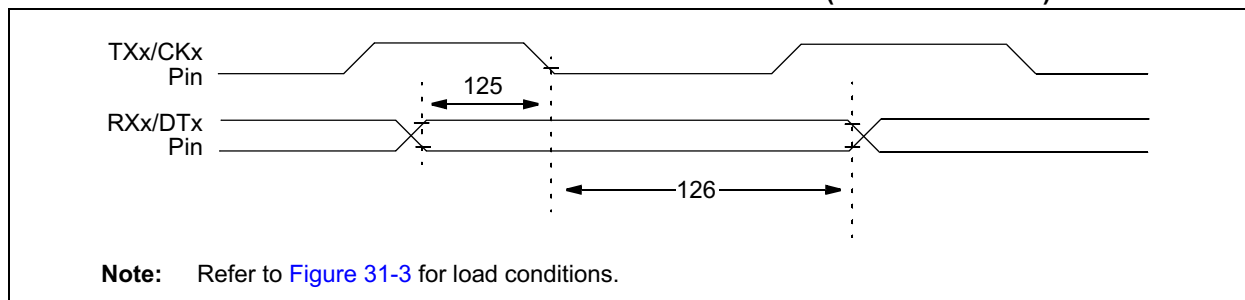 TXx/CKx
Pin
125
RXx/DTx
Pin
126
Note: Refer to Figure 31-3 for load conditions.